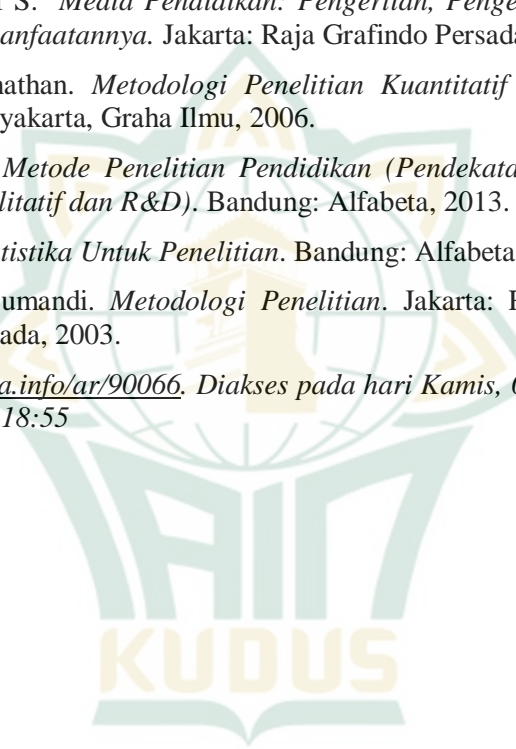 S. Media Pendidikan: Pengertian, Penge
anfaatannya. Jakarta: Raja Grafindo Persada
nathan. Metodologi Penelitian Kuantitatif
yakarta, Graha Ilmu, 2006.
Metode Penelitian Pendidikan (Pendekata
litatif dan R&D). Bandung: Alfabeta, 2013.
tistika Untuk Penelitian. Bandung: Alfabeta
umandi. Metodologi Penelitian. Jakarta:
ada, 2003.
a.info/ar/90066. Diakses pada hari Kamis,
18:55
IAIN
KUDUS